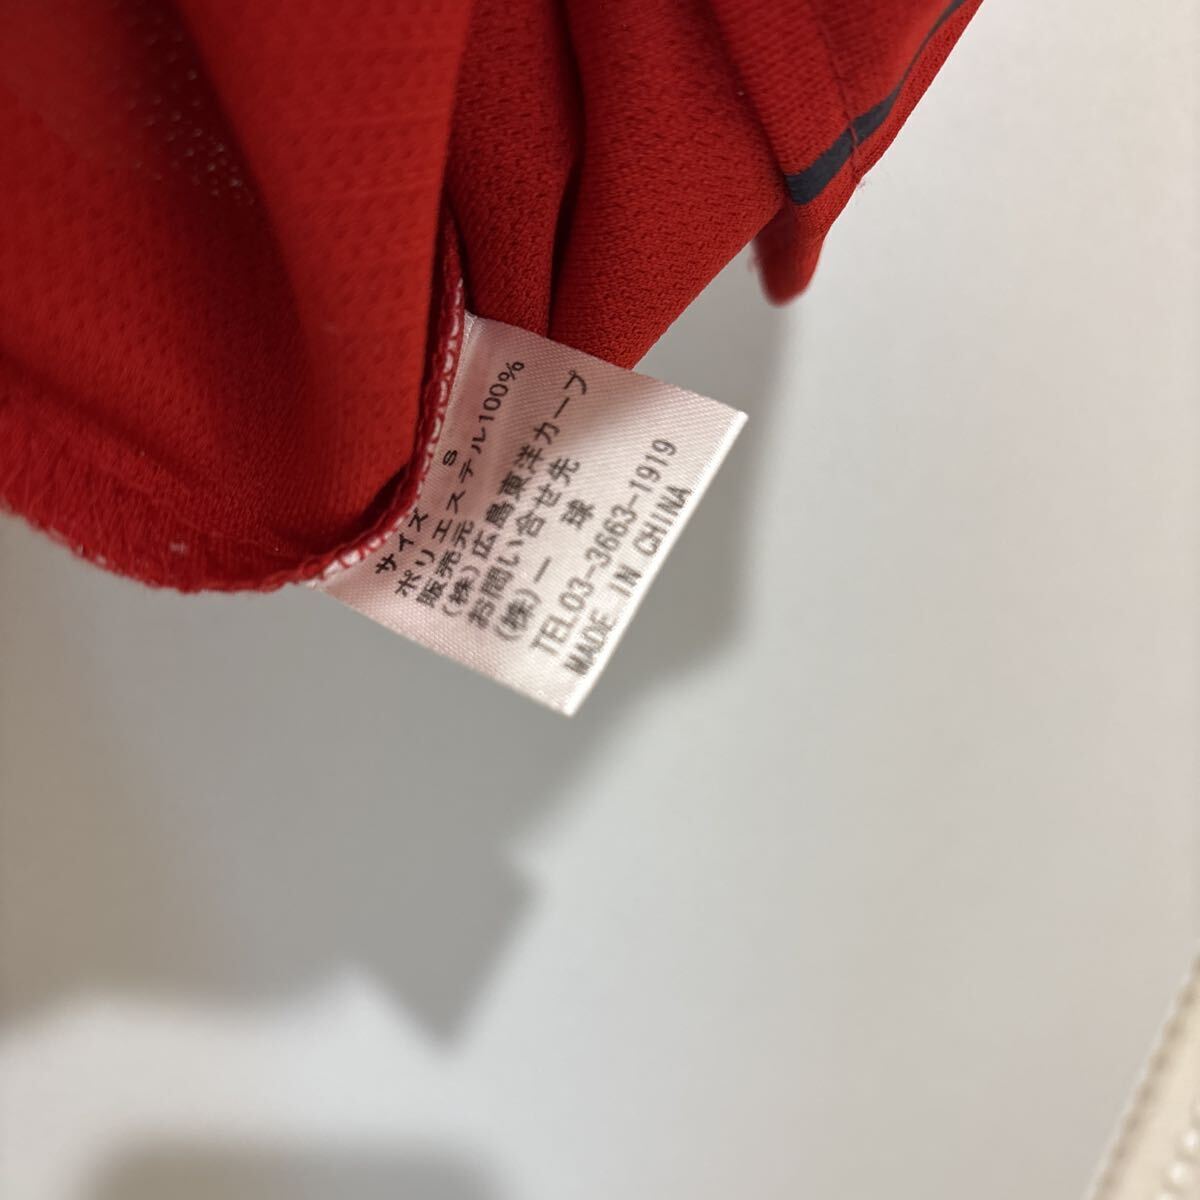 サイズ S
ポリエステル100%
販売元
(株)広島東洋カープ
お問い合せ先
(株)一 球
TEL03-3663-1919
MADE IN CHINA